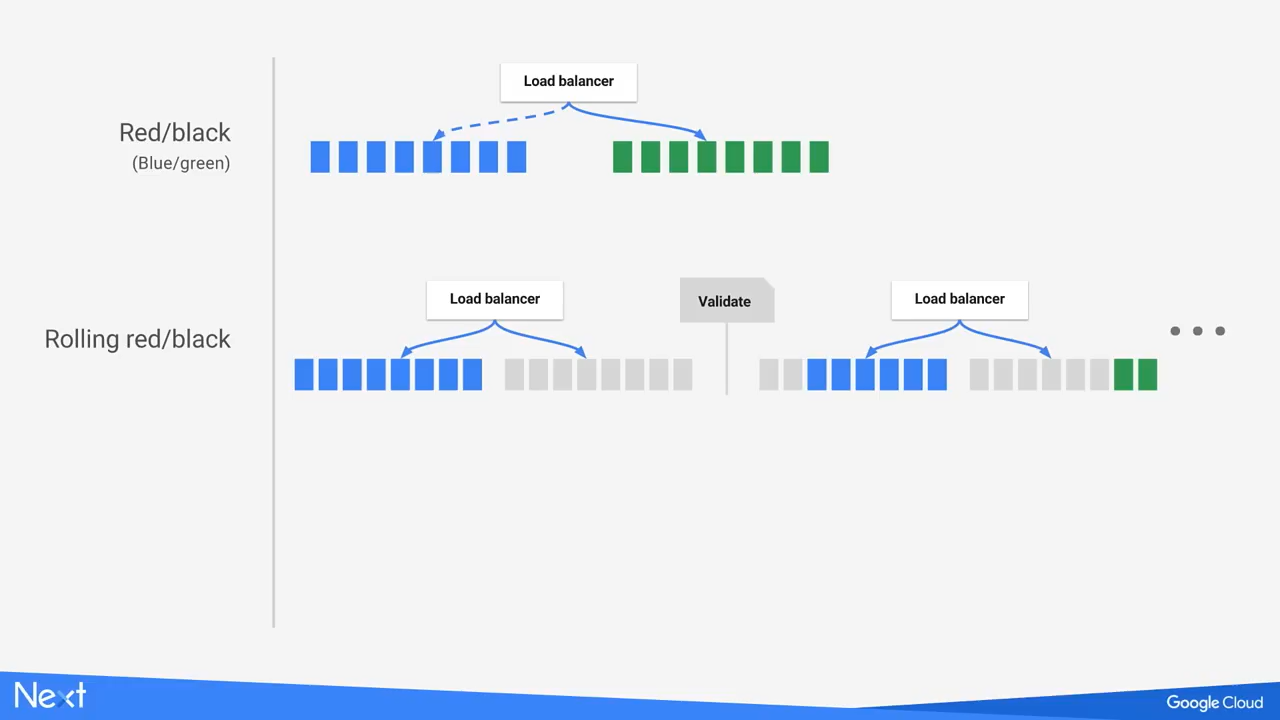 Load balancer
Red/black
(Blue/green)
Load balancer
Validate
Load balancer
Rolling red/black
Next
Google Cloud